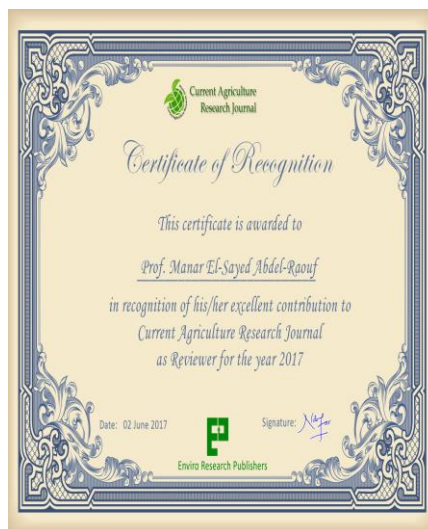 Current Agriculture
Research Journal
Certificate of Recognition
This certificate is awarded to
Prof. Manar El-Sayed Abdel-Raouf
in recognition of his/her excellent contribution to
Current Agriculture Research Journal
as Reviewer for the year 2017
Date: 02 June 2017
Signature:
Enviro Research Publishers